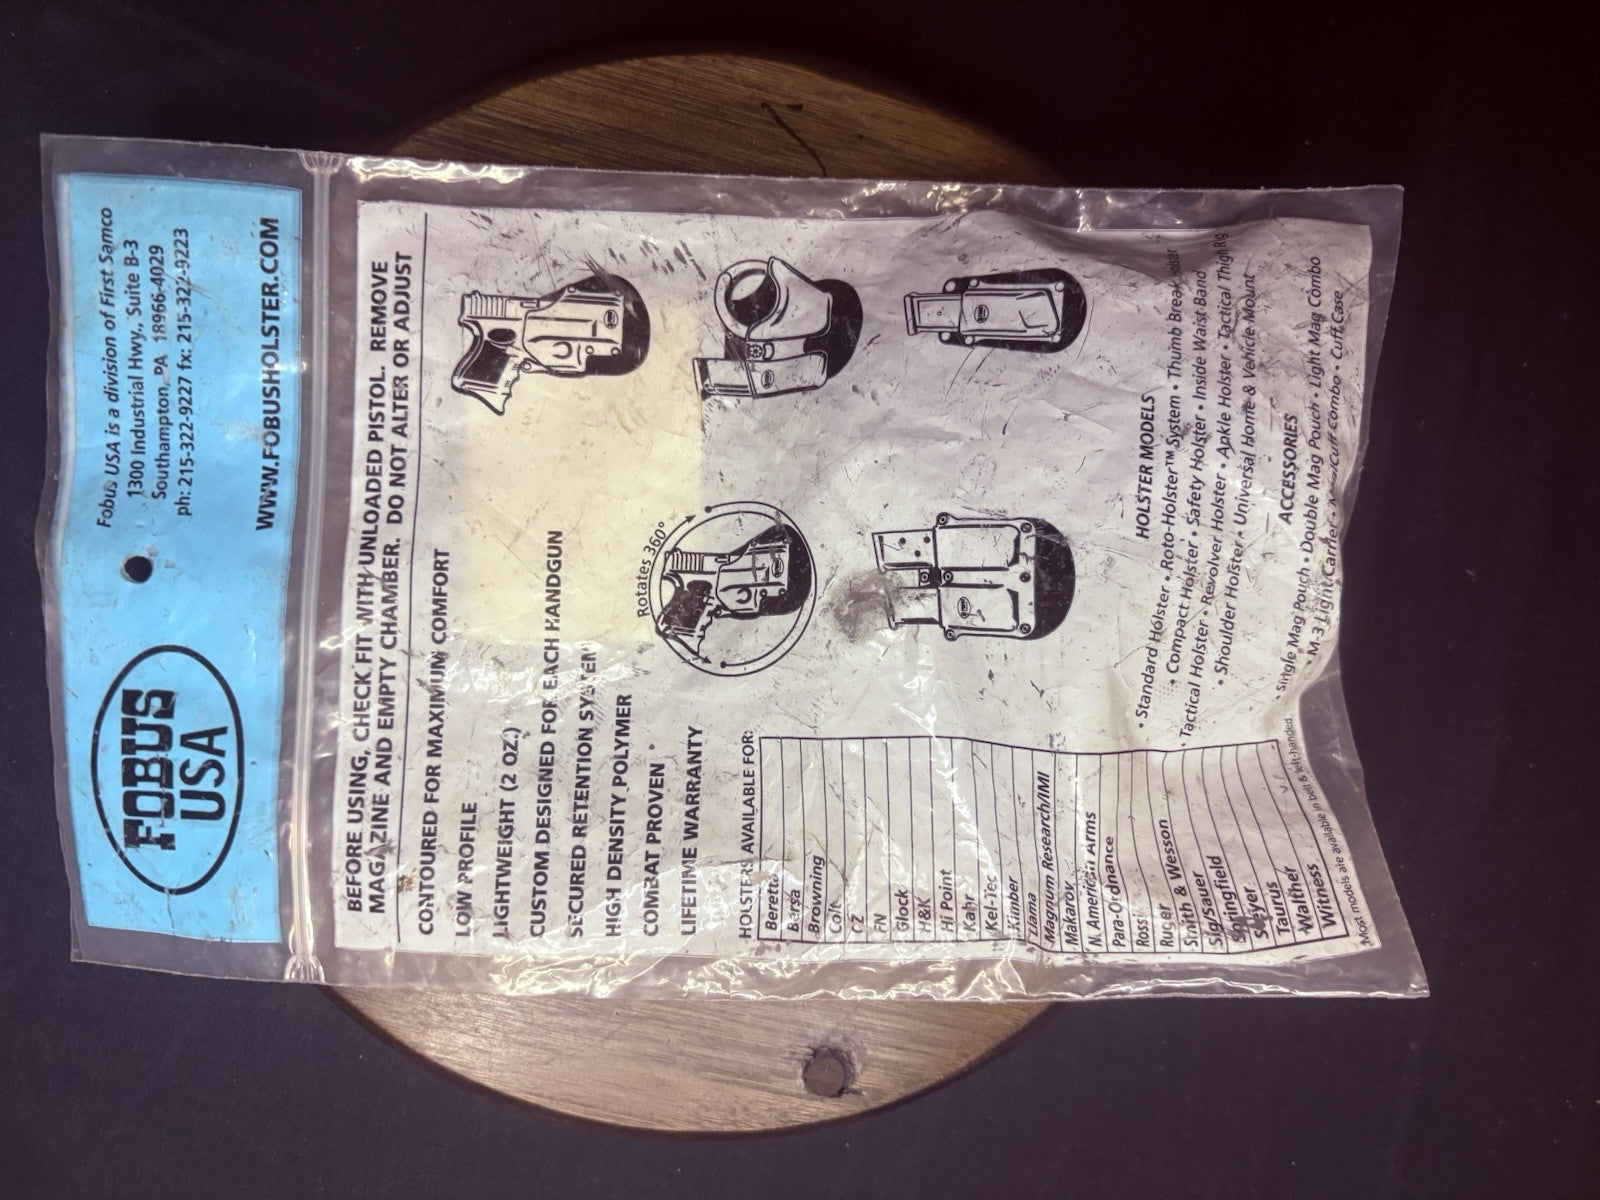 FOBUS
USA
Fobus USA is a division of First Samco
1300 Industrial Hwy., Suite B-3
Southampton, PA 18966-4029
ph: 215-322-9227 fx: 215-322-9223
WWW.FOBUSHOLSTER.COM
BEFORE USING, CHECK FIT WITH UNLOADED PISTOL. REMOVE
MAGAZINE AND EMPTY CHAMBER. DO NOT ALTER OR ADJUST
CONTOURED FOR MAXIMUM COMFORT
LOW PROFILE
LIGHTWEIGHT (2 OZ.)
CUSTOM DESIGNED FOR EACH HANDGUN
SECURED RETENTION SYSTEM
HIGH DENSITY POLYMER
COMBAT PROVEN
LIFETIME WARRANTY
Rotates 360°
HOLSTERS AVAILABLE FOR:
Beretta
Bersa
Browning
Colt
CZ
FN
Glock
H&K
Hi Point
Kahr
Kel-Tec
Kimber
Llama
Magnum Research/IMI
Makarov
N. American Arms
Para-Ordnance
Rossi
Ruger
Smith & Wesson
Sig/Sauer
Springfield
Steyer
Taurus
Walther
Witness
Most models are available in belt & left-handed
HOLSTER MODELS
• Standard Holster • Roto-Holster™ System • Thumb Break Holster
• Compact Holster • Safety Holster • Inside Waist Band
• Tactical Holster • Revolver Holster • Ankle Holster • Tactical Thigh Rig
• Shoulder Holster • Universal Home & Vehicle Mount
ACCESSORIES
• Single Mag Pouch • Double Mag Pouch • Light Mag Combo
• M-3 Light Carrier • Mag/Cuff Combo • Cuff Case